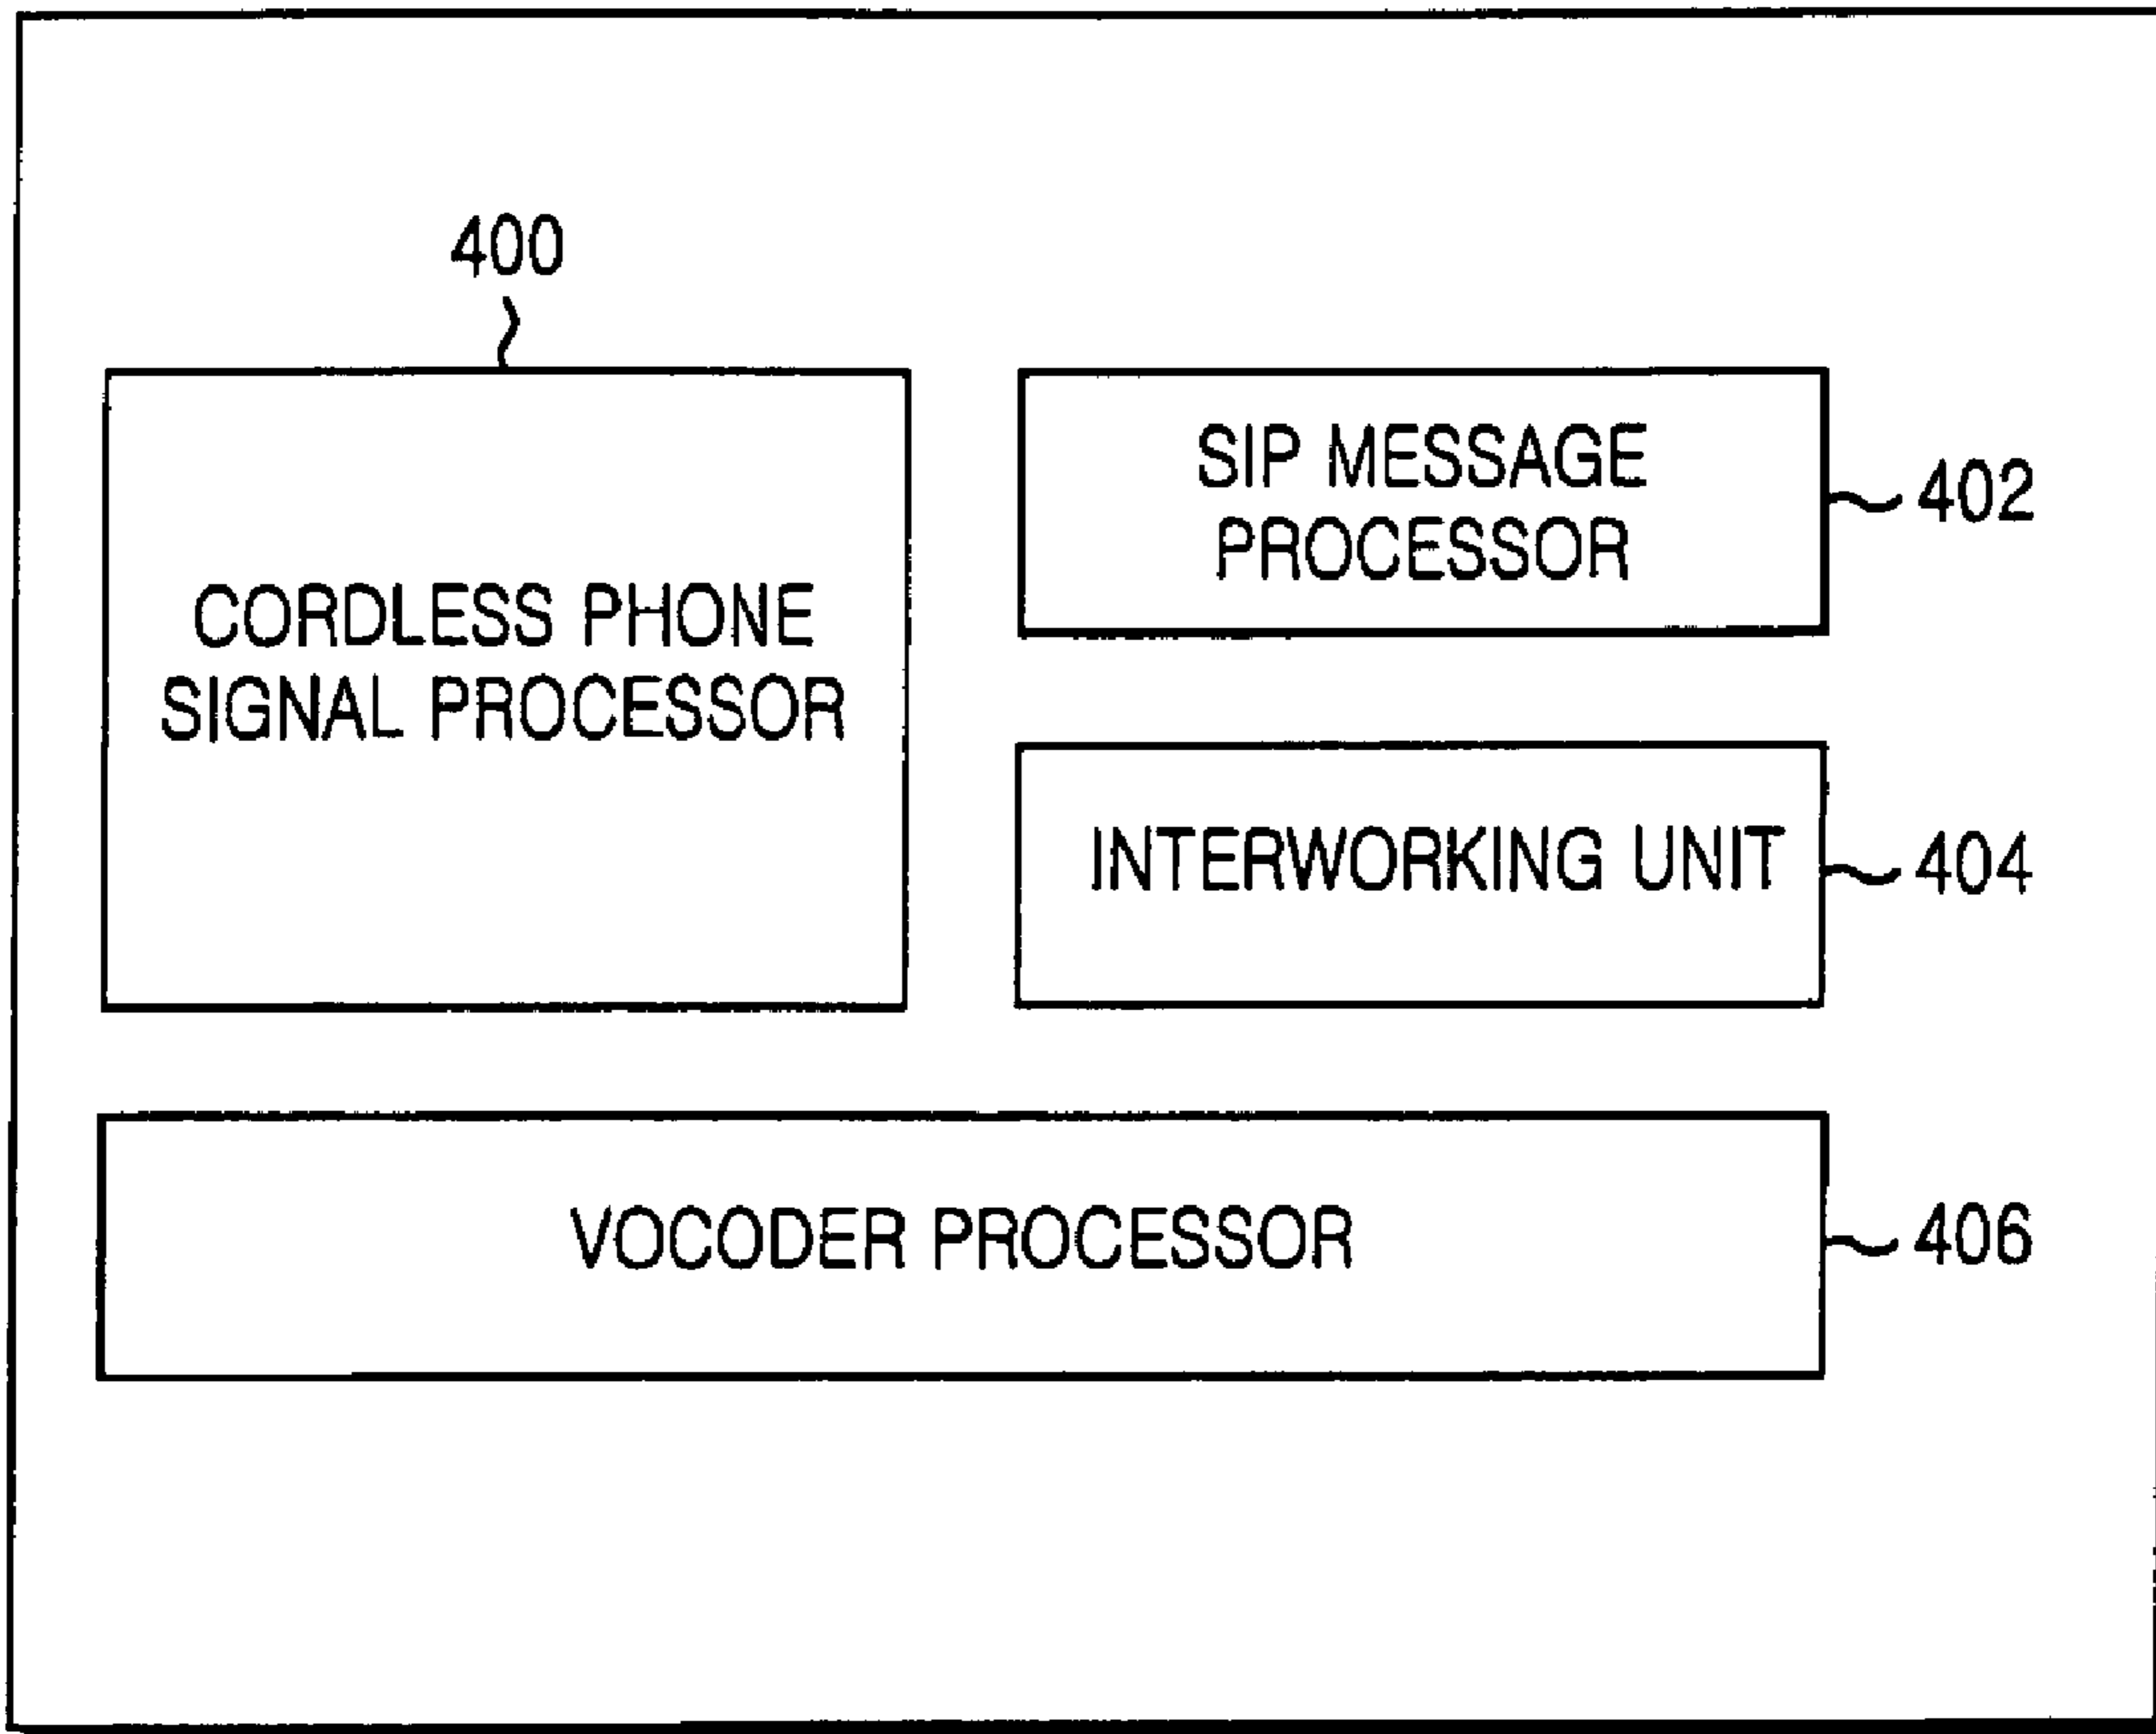 400
CORDLESS PHONE
SIGNAL PROCESSOR
SIP MESSAGE
PROCESSOR
402
INTERWORKING UNIT
404
VOCODER PROCESSOR
406